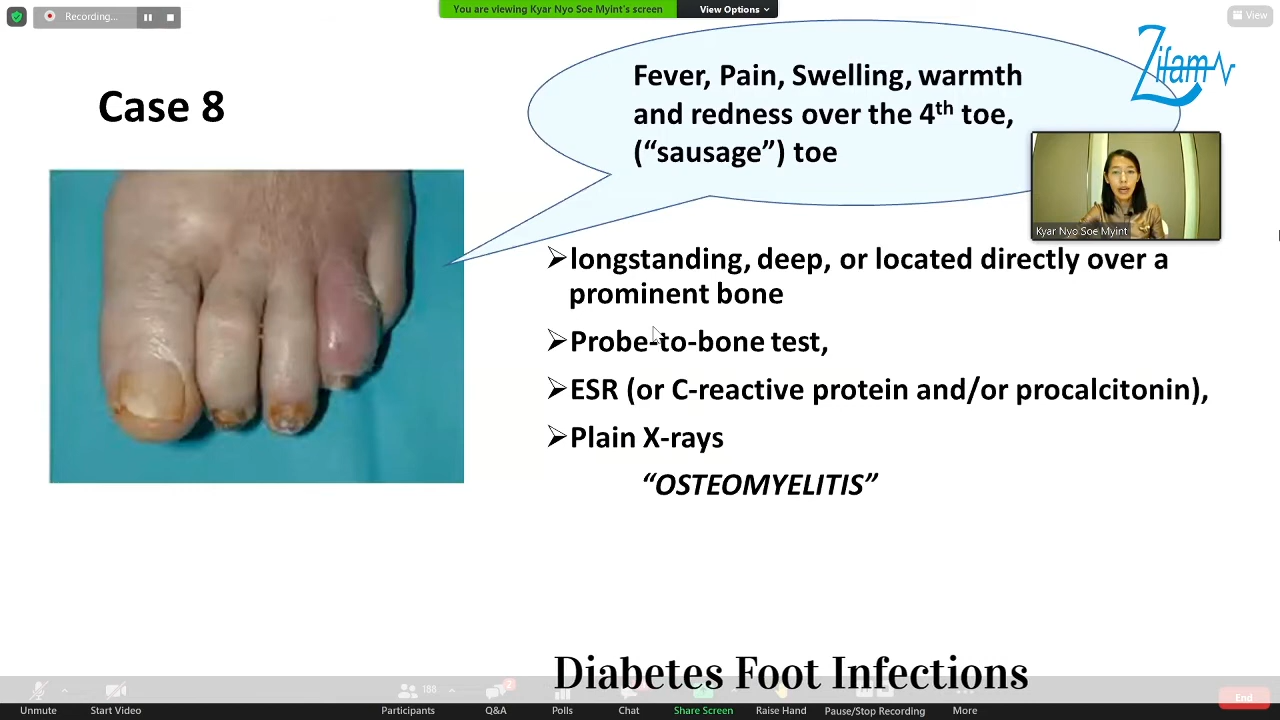 Recording...
You are viewing Kyar Nyo Soe Myint's screen
View Options
View
Zifam
Case 8
Fever, Pain, Swelling, warmth
and redness over the 4th toe,
(“sausage”) toe
Kyar Nyo Soe Myint
➢longstanding, deep, or located directly over a
prominent bone
➢Probe-to-bone test,
➢ESR (or C-reactive protein and/or procalcitonin),
➢Plain X-rays
“OSTEOMYELITIS”
Diabetes Foot Infections
188
2
Unmute
Start Video
Participants
Q&A
Polls
Chat
Share Screen
Raise Hand
Pause/Stop Recording
More
End